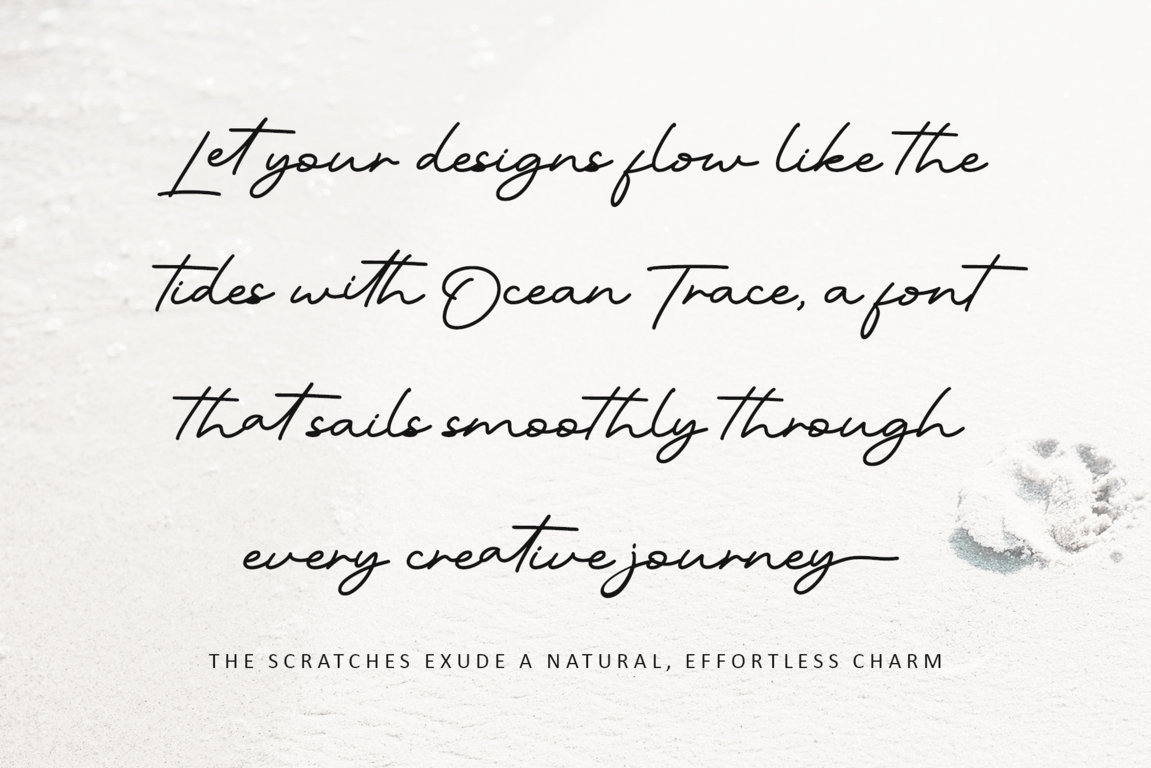 Let your designs flow like the
tides with Ocean Trace, a font
that sails smoothly through
every creative journey
THE SCRATCHES EXUDE A NATURAL, EFFORTLESS CHARM